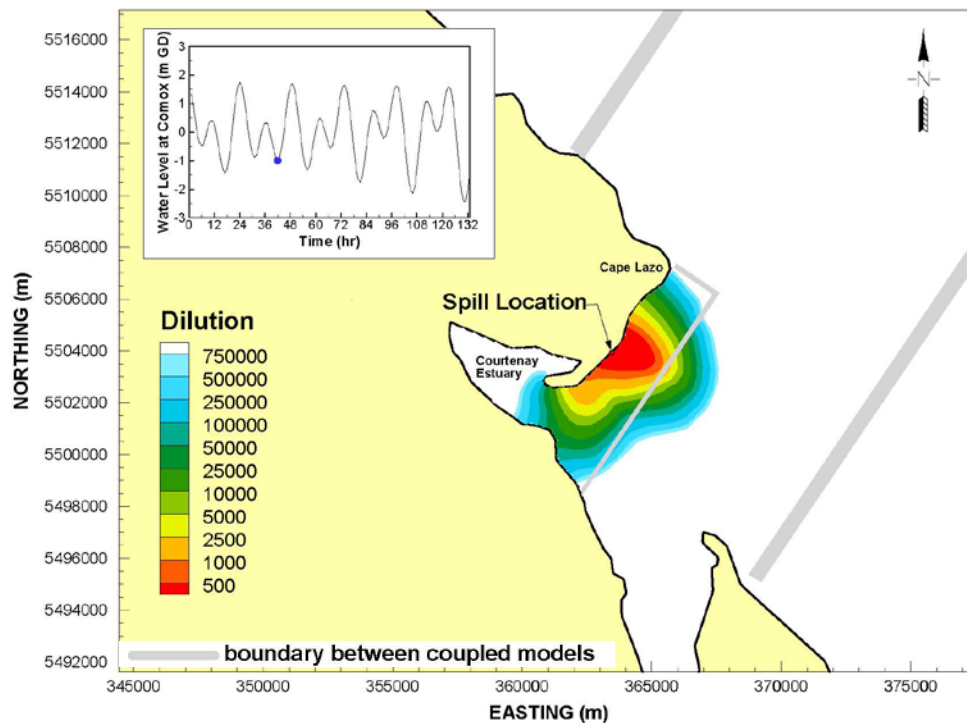 5516000
5514000
5512000
5510000
5508000
5506000
5504000
5502000
5500000
5498000
5496000
5494000
5492000
NORTHING (m)
3
2
1
0
-1
-2
-3
Water Level at Comox (m GD)
0 12 24 36 48 60 72 84 96 108 120 132
Time (hr)
N
Cape Lazo
Spill Location
Courtenay
Estuary
Dilution
750000
500000
250000
100000
50000
25000
10000
5000
2500
1000
500
boundary between coupled models
345000 350000 355000 360000 365000 370000 375000
EASTING (m)